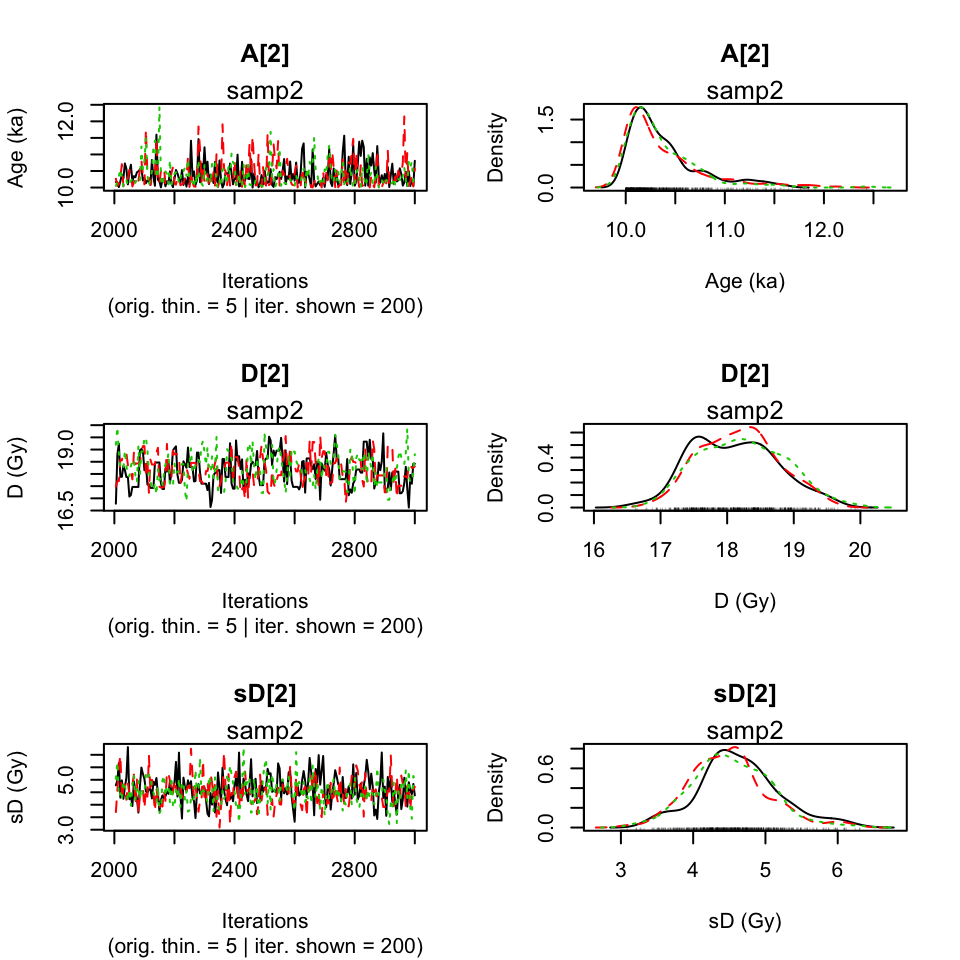 A[2]
samp2
Age (ka)
12.0
10.0
2000 2400 2800
Iterations
(orig. thin. = 5 | iter. shown = 200)
A[2]
samp2
Density
1.5
0.0
10.0 11.0 12.0
Age (ka)
D[2]
samp2
D (Gy)
19.0
16.5
2000 2400 2800
Iterations
(orig. thin. = 5 | iter. shown = 200)
D[2]
samp2
Density
0.4
0.0
16 17 18 19 20
D (Gy)
sD[2]
samp2
sD (Gy)
5.0
3.0
2000 2400 2800
Iterations
(orig. thin. = 5 | iter. shown = 200)
sD[2]
samp2
Density
0.6
0.0
3 4 5 6
sD (Gy)